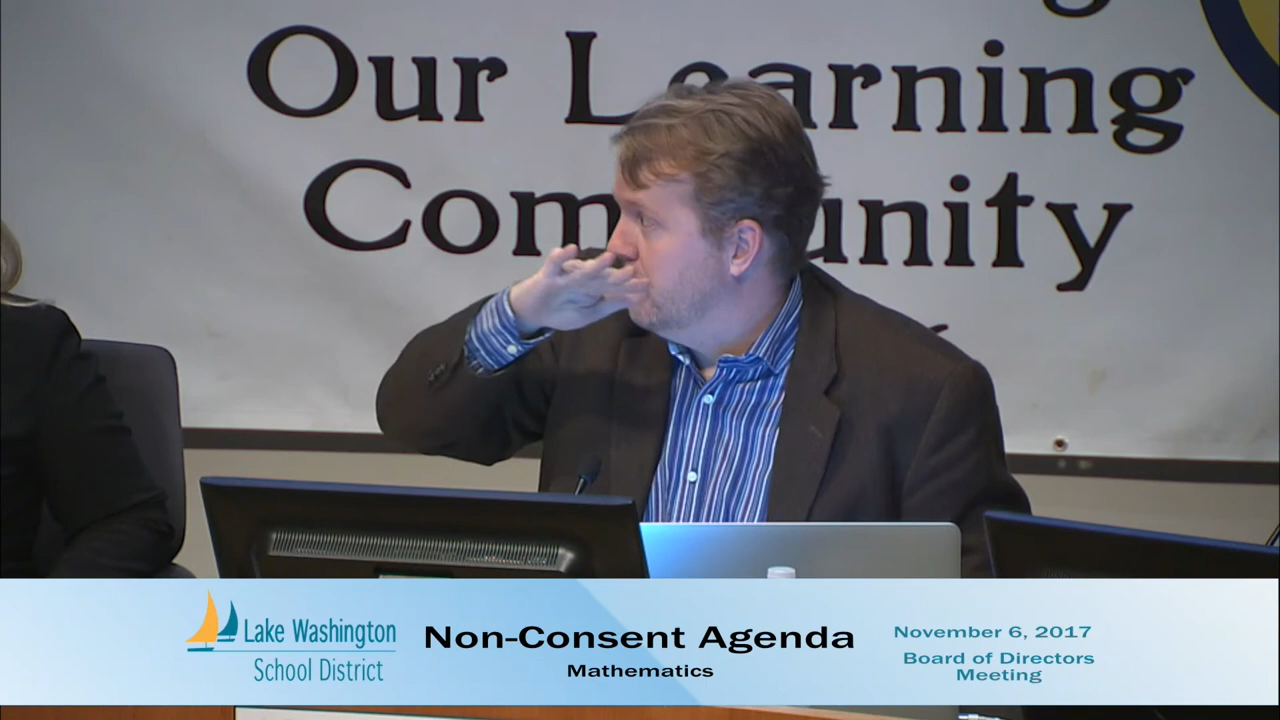 Our Learning
Community
Lake Washington
School District
Non-Consent Agenda
Mathematics
November 6, 2017
Board of Directors
Meeting